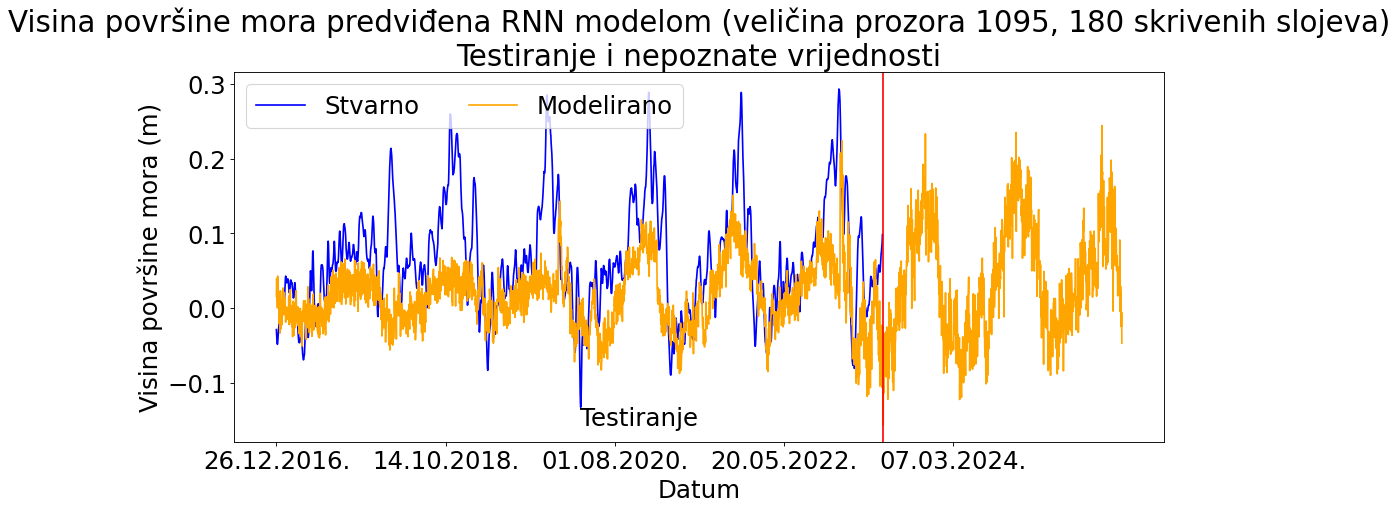 Visina površine mora predviđena RNN modelom (veličina prozora 1095, 180 skrivenih slojeva)
Testiranje i nepoznate vrijednosti
Stvarno Modelirano
Visina površine mora (m)
0.3
0.2
0.1
0.0
−0.1
Testiranje
26.12.2016. 14.10.2018. 01.08.2020. 20.05.2022. 07.03.2024.
Datum